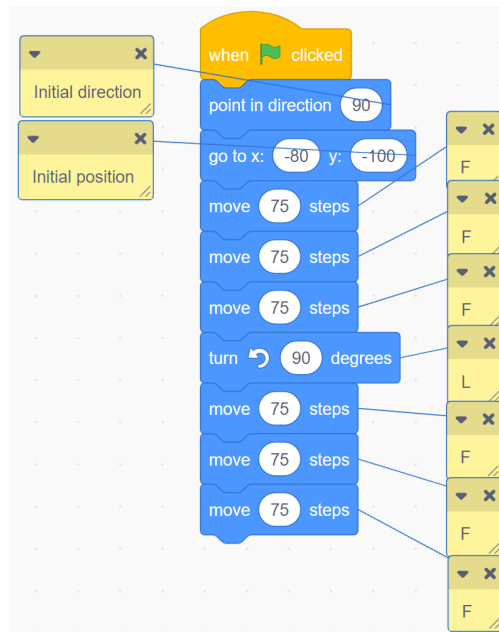 when clicked
Initial direction
point in direction 90
go to x: -80 y: -100
Initial position
move 75 steps
F
move 75 steps
F
move 75 steps
F
turn 90 degrees
L
move 75 steps
F
move 75 steps
F
move 75 steps
F